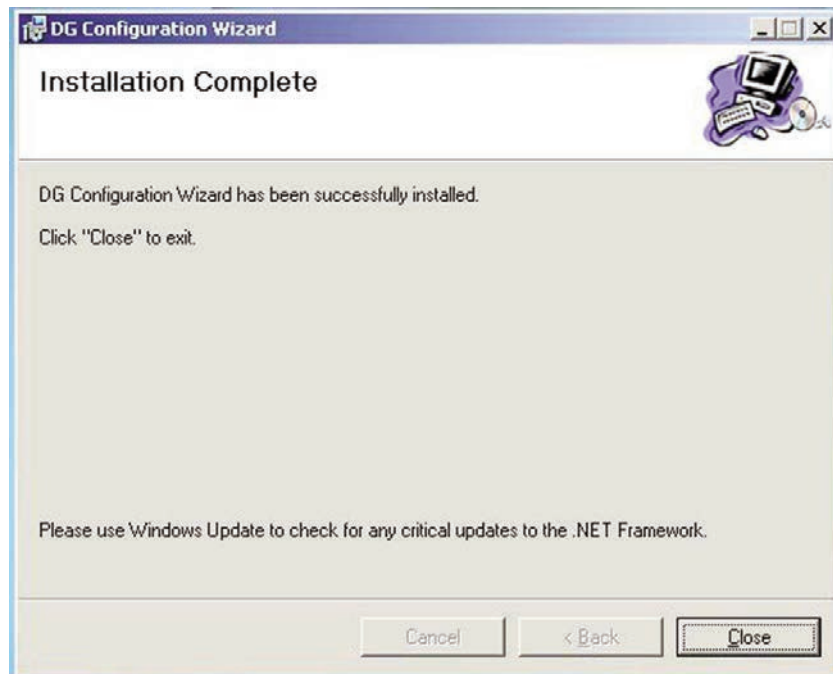 DG Configuration Wizard
Installation Complete
DG Configuration Wizard has been successfully installed.
Click "Close" to exit.
Please use Windows Update to check for any critical updates to the .NET Framework.
Cancel
< Back
Close